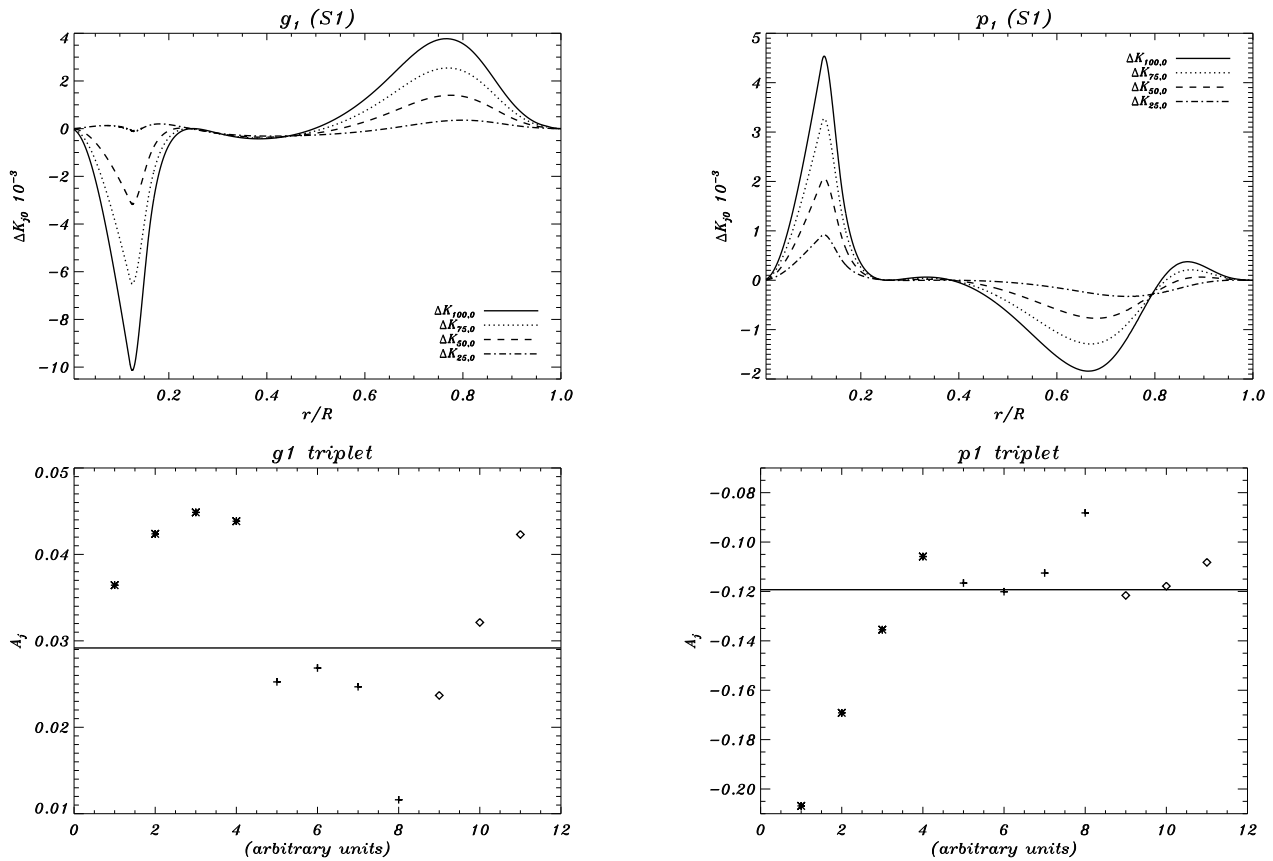 g₁ (S1)
4
2
0
−2
−4
−6
−8
−10
ΔK_j0 10⁻³
ΔK₁₀₀,₀
ΔK₇₅,₀
ΔK₅₀,₀
ΔK₂₅,₀
0.2 0.4 0.6 0.8 1.0
r/R
p₁ (S1)
5
4
3
2
1
0
−1
−2
ΔK_j0 10⁻³
ΔK₁₀₀,₀
ΔK₇₅,₀
ΔK₅₀,₀
ΔK₂₅,₀
0.2 0.4 0.6 0.8 1.0
r/R
g1 triplet
0.05
0.04
0.03
0.02
0.01
A_j
0 2 4 6 8 10 12
(arbitrary units)
p1 triplet
−0.08
−0.10
−0.12
−0.14
−0.16
−0.18
−0.20
A_j
0 2 4 6 8 10 12
(arbitrary units)